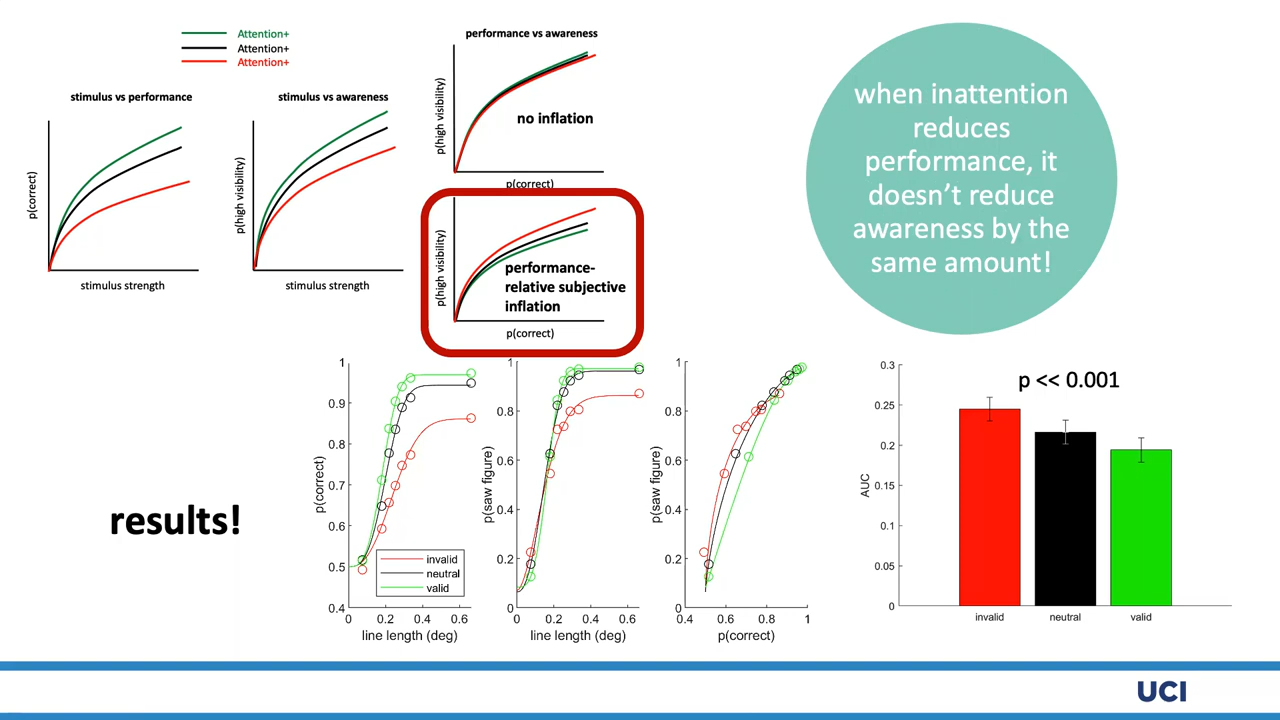 Attention+
Attention+
Attention+
stimulus vs performance
p(correct)
stimulus strength
stimulus vs awareness
p(high visibility)
stimulus strength
performance vs awareness
p(high visibility)
no inflation
p(correct)
p(high visibility)
performance-
relative subjective
inflation
p(correct)
when inattention
reduces
performance, it
doesn't reduce
awareness by the
same amount!
results!
1
0.9
0.8
0.7
0.6
0.5
0.4
p(correct)
invalid
neutral
valid
0 0.2 0.4 0.6
line length (deg)
1
0.8
0.6
0.4
0.2
0
p(saw figure)
0 0.2 0.4 0.6
line length (deg)
1
0.8
0.6
0.4
0.2
0
p(saw figure)
0.4 0.6 0.8 1
p(correct)
0.3
0.25
0.2
0.15
0.1
0.05
0
AUC
p << 0.001
invalid neutral valid
UCI